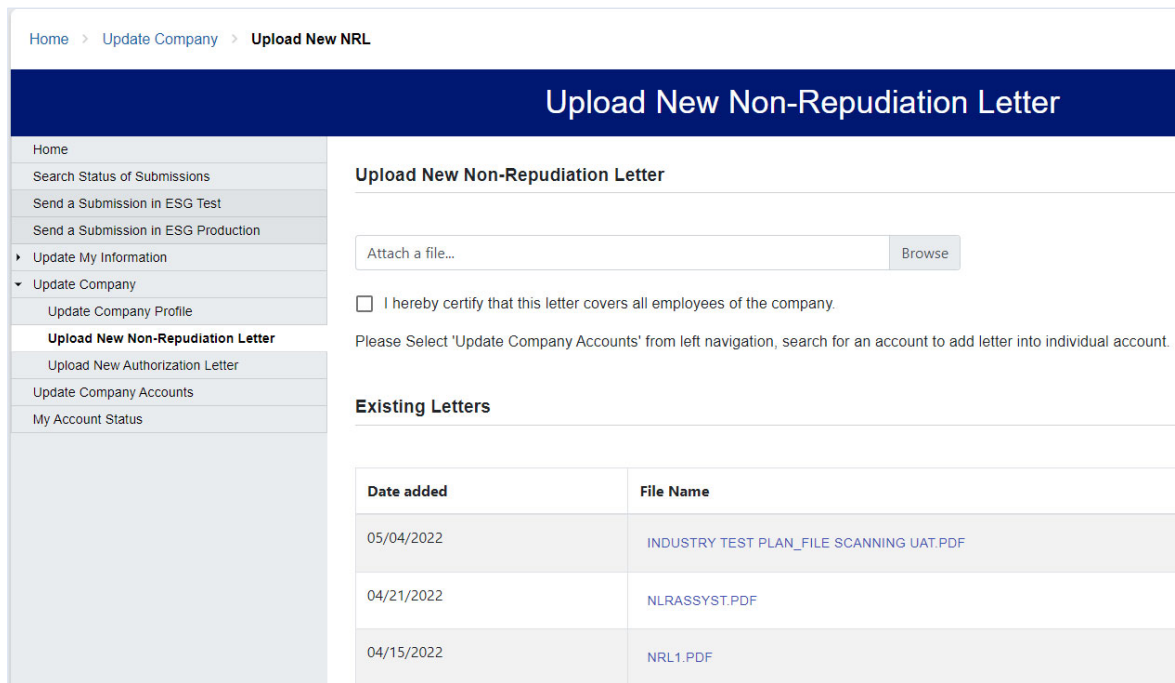 Home > Update Company > Upload New NRL
Upload New Non-Repudiation Letter
Home
Search Status of Submissions
Send a Submission in ESG Test
Send a Submission in ESG Production
Update My Information
Update Company
Update Company Profile
Upload New Non-Repudiation Letter
Upload New Authorization Letter
Update Company Accounts
My Account Status
Upload New Non-Repudiation Letter
Attach a file... Browse
I hereby certify that this letter covers all employees of the company.
Please Select 'Update Company Accounts' from left navigation, search for an account to add letter into individual account.
Existing Letters
Date added File Name
05/04/2022 INDUSTRY TEST PLAN_FILE SCANNING UAT.PDF
04/21/2022 NLRASSYST.PDF
04/15/2022 NRL1.PDF